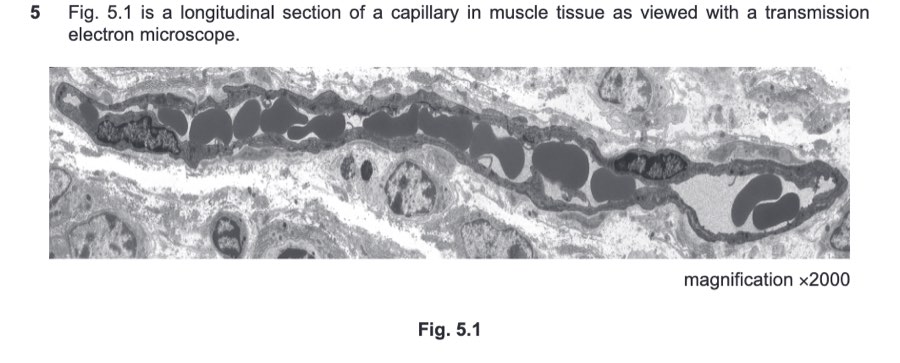 5 Fig. 5.1 is a longitudinal section of a capillary in muscle tissue as viewed with a transmission
electron microscope.
magnification ×2000
Fig. 5.1